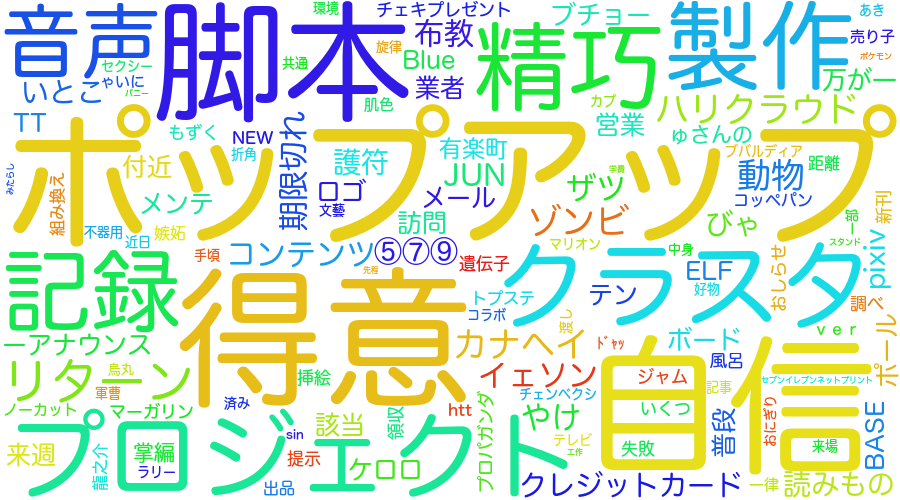 音声
脚本
環境
チェキプレゼント
布教
ブチョー
製作
あき
売り子
ポケモン
セクシー
ゃいに
バニー
いとこ
共通
旋律
Blue
業者
精巧
万が一
肌色
カプ
ハリクラウド
TT
もずく
NEW
折角
期限切れ
護符
有楽町
営業
ゅさんの
ブバルディア
距離
みたらし
ポップアップ
組み換え
付近
文藝
ロゴ
メール
JUN
学費
ザツ
動物
コッペパン
メンテ
不器用
近日
嫉妬
訪問
ゾンビ
びゃ
部一
新刊
手頃
コンテンツ
⑤⑦⑨
遺伝子
マリオン
中身
スタンド
pixiv
先程
記録
得意
トプステ
コラボ
クラスタ
テン
ELF
好物
おしらせ
調べ
渡し
ーアナウンス
カナヘイ
ドャッ
ボード
風呂
ポール
リターン
烏丸
軍曹
挿絵
イェソン
自信
ジャム
記事
セブンイレブンネットプリント
ノーカット
マーガリン
済み
htt
チェンベクシ
いくつ
おにぎり
BASE
プロジェクト
掌編
sin
該当
領収
プロパガンダ
やけ
テレビ
工作
失敗
普段
来場
来週
龍之介
ラリー
提示
ケロロ
出品
クレジットカード
一律
読みもの
ver